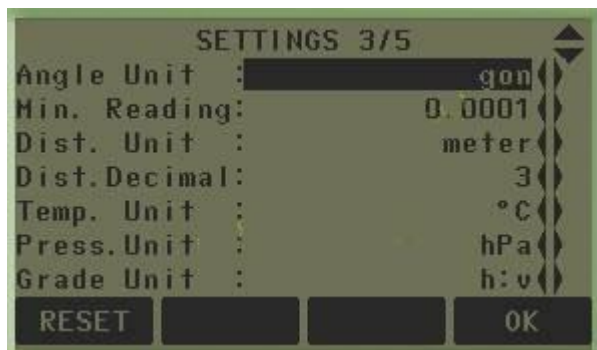 SETTINGS 3/5
Angle Unit : gon
Min. Reading: 0.0001
Dist. Unit : meter
Dist.Decimal: 3
Temp. Unit : °C
Press.Unit : hPa
Grade Unit : h:v
RESET OK